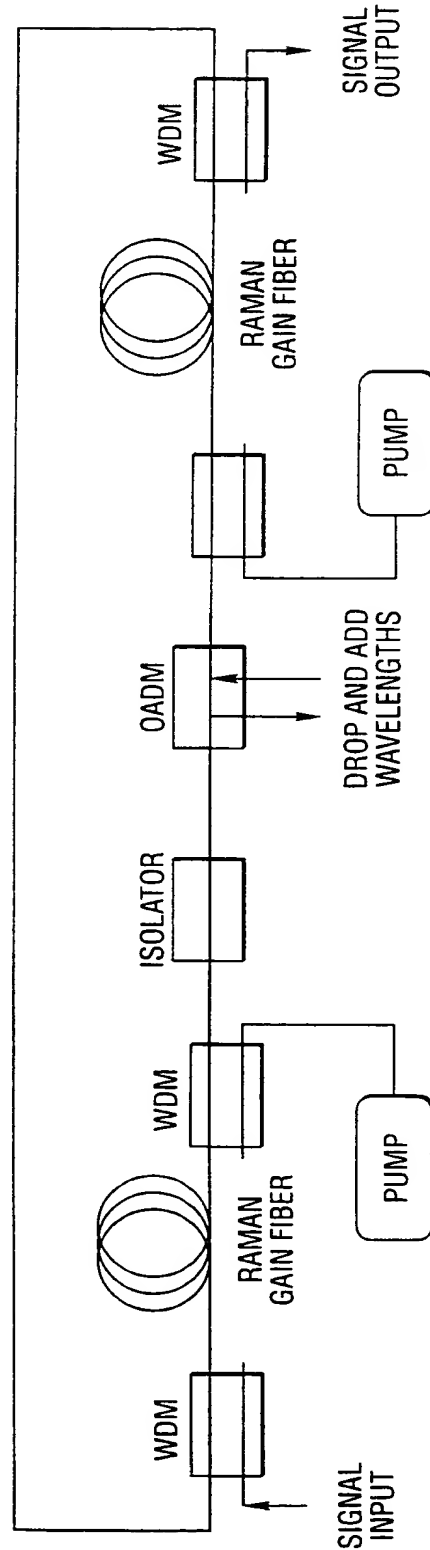 WDM
RAMAN
GAIN FIBER
WDM
ISOLATOR
OADM
RAMAN
GAIN FIBER
WDM
SIGNAL
INPUT
PUMP
DROP AND ADD
WAVELENGTHS
PUMP
SIGNAL
OUTPUT